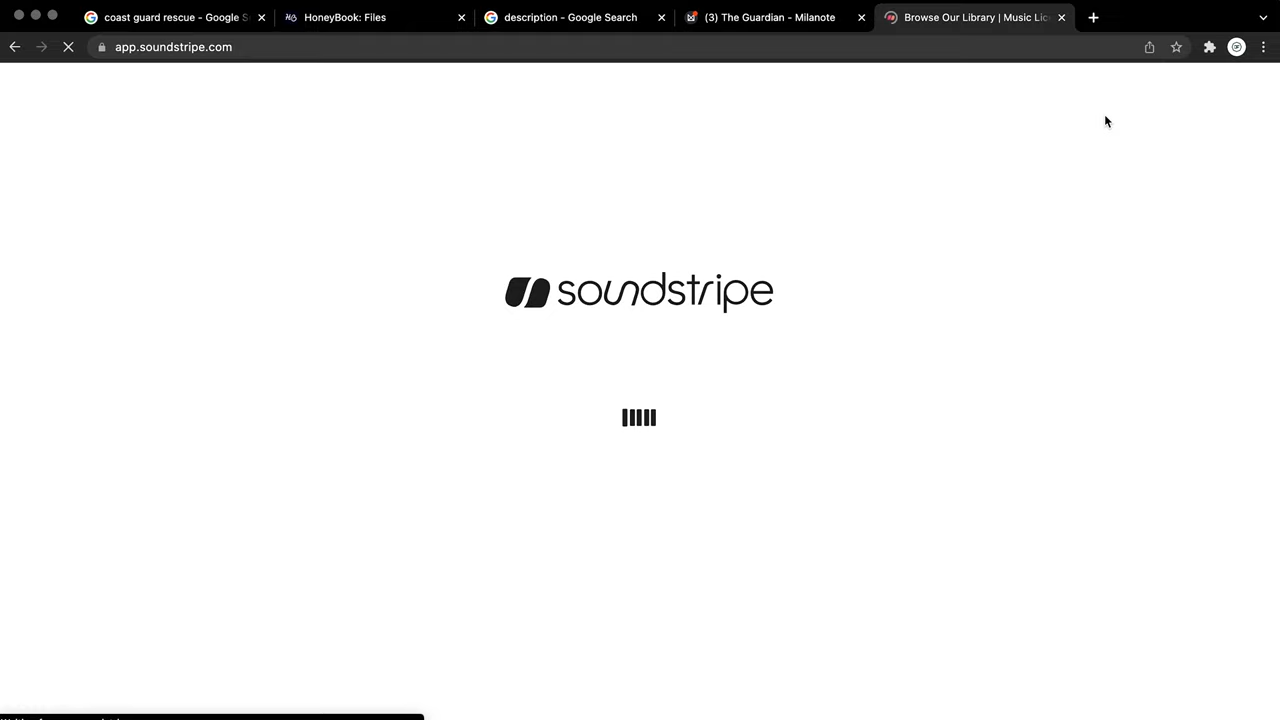 coast guard rescue - Google S
HoneyBook: Files
description - Google Search
(3) The Guardian - Milanote
Browse Our Library | Music Lic
app.soundstripe.com
soundstripe